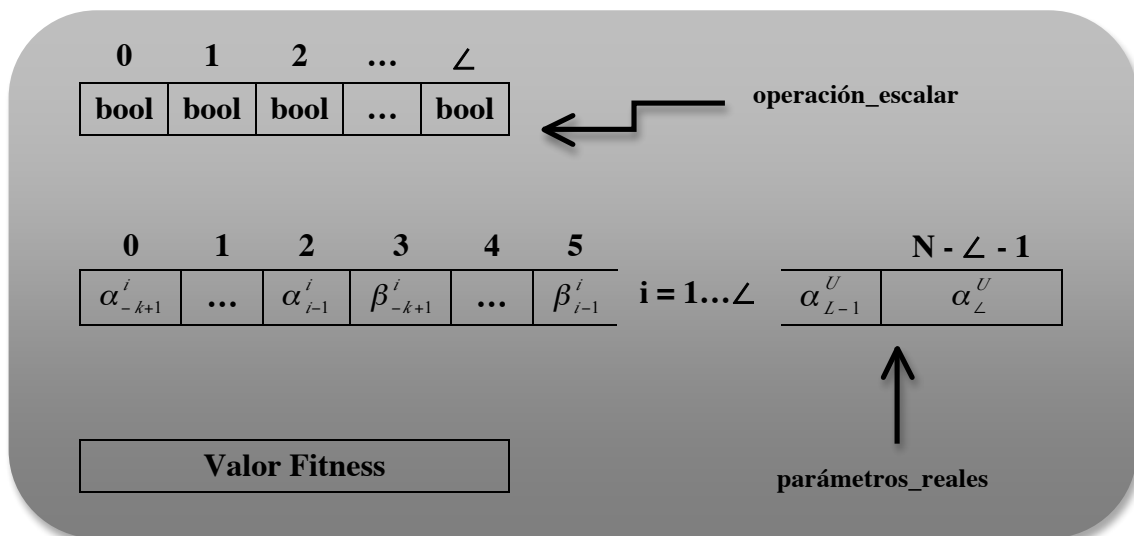 0 1 2 ... ∠
bool bool bool ... bool
operación_escalar
0 1 2 3 4 5 N - ∠ - 1
α^i_{-k+1} ... α^i_{i-1} β^i_{-k+1} ... β^i_{i-1} i = 1...∠ α^U_{L-1} α^U_∠
Valor Fitness
parámetros_reales